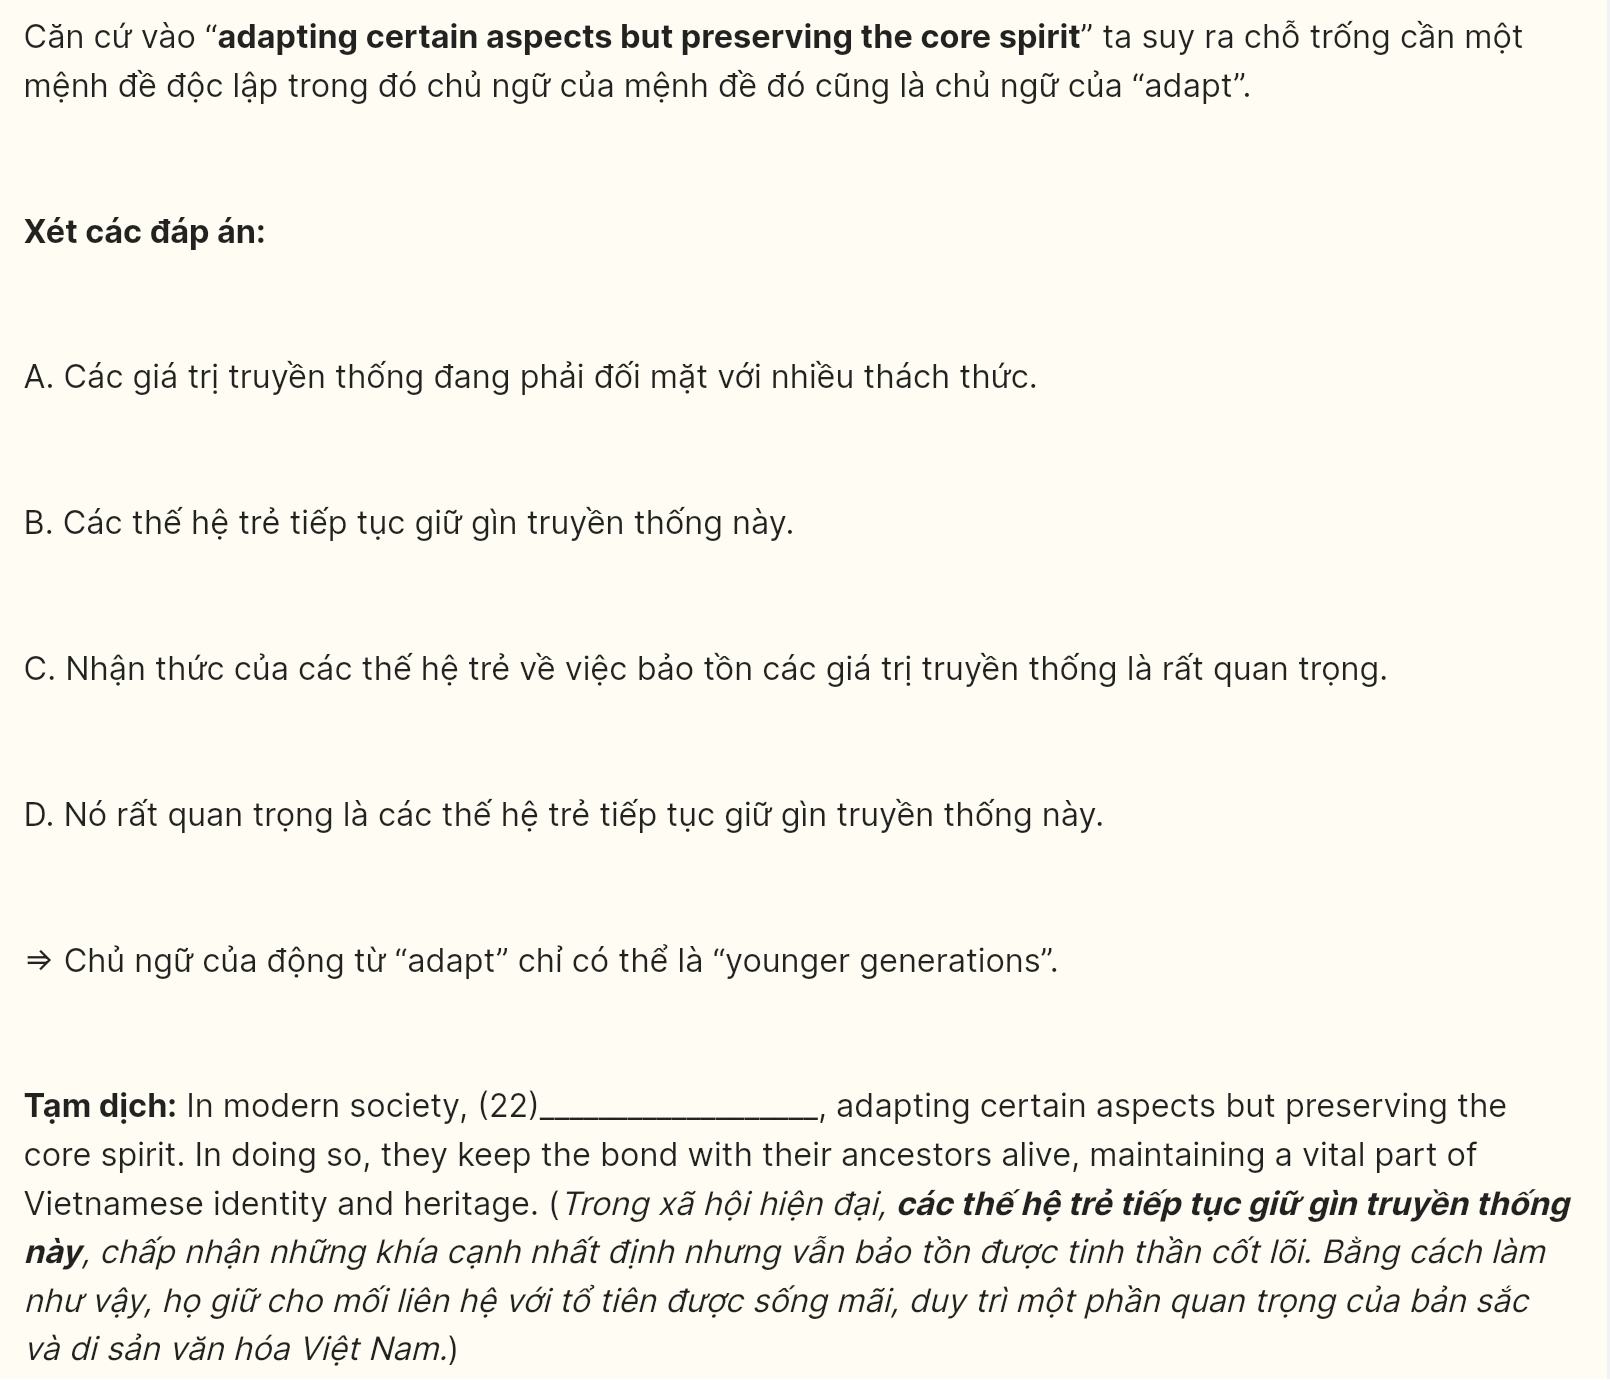 Căn cứ vào “adapting certain aspects but preserving the core spirit” ta suy ra chỗ trống cần một
mệnh đề độc lập trong đó chủ ngữ của mệnh đề đó cũng là chủ ngữ của “adapt”.
Xét các đáp án:
A. Các giá trị truyền thống đang phải đối mặt với nhiều thách thức.
B. Các thế hệ trẻ tiếp tục giữ gìn truyền thống này.
C. Nhận thức của các thế hệ trẻ về việc bảo tồn các giá trị truyền thống là rất quan trọng.
D. Nó rất quan trọng là các thế hệ trẻ tiếp tục giữ gìn truyền thống này.
⇒ Chủ ngữ của động từ “adapt” chỉ có thể là “younger generations”.
Tạm dịch: In modern society, (22)___________________, adapting certain aspects but preserving the
core spirit. In doing so, they keep the bond with their ancestors alive, maintaining a vital part of
Vietnamese identity and heritage. (Trong xã hội hiện đại, các thế hệ trẻ tiếp tục giữ gìn truyền thống
này, chấp nhận những khía cạnh nhất định nhưng vẫn bảo tồn được tinh thần cốt lõi. Bằng cách làm
như vậy, họ giữ cho mối liên hệ với tổ tiên được sống mãi, duy trì một phần quan trọng của bản sắc
và di sản văn hóa Việt Nam.)